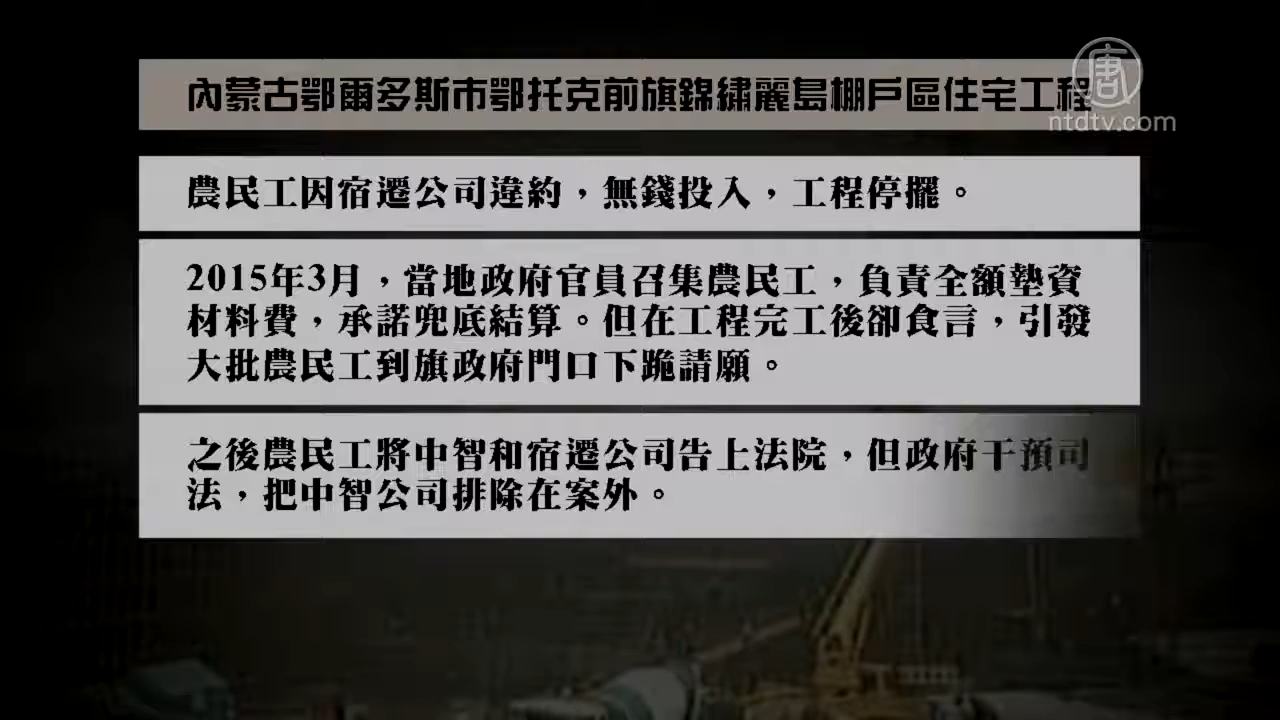 內蒙古鄂爾多斯市鄂托克前旗錦繡麗島棚戶區住宅工程
唐
ntdtv.com
農民工因宿遷公司違約，無錢投入，工程停擺。
2015年3月，當地政府官員召集農民工，負責全額墊資
材料費，承諾兜底結算。但在工程完工後卻食言，引發
大批農民工到旗政府門口下跪請願。
之後農民工將中智和宿遷公司告上法院，但政府干預司
法，把中智公司排除在案外。